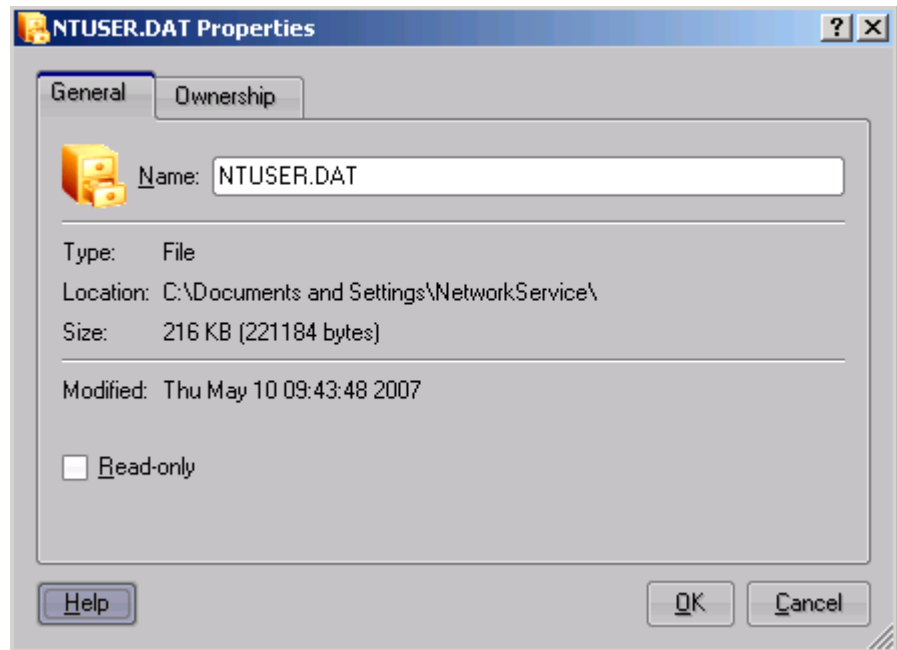 NTUSER.DAT Properties
General Ownership
Name: NTUSER.DAT
Type: File
Location: C:\Documents and Settings\NetworkService\
Size: 216 KB (221184 bytes)
Modified: Thu May 10 09:43:48 2007
Read-only
Help OK Cancel